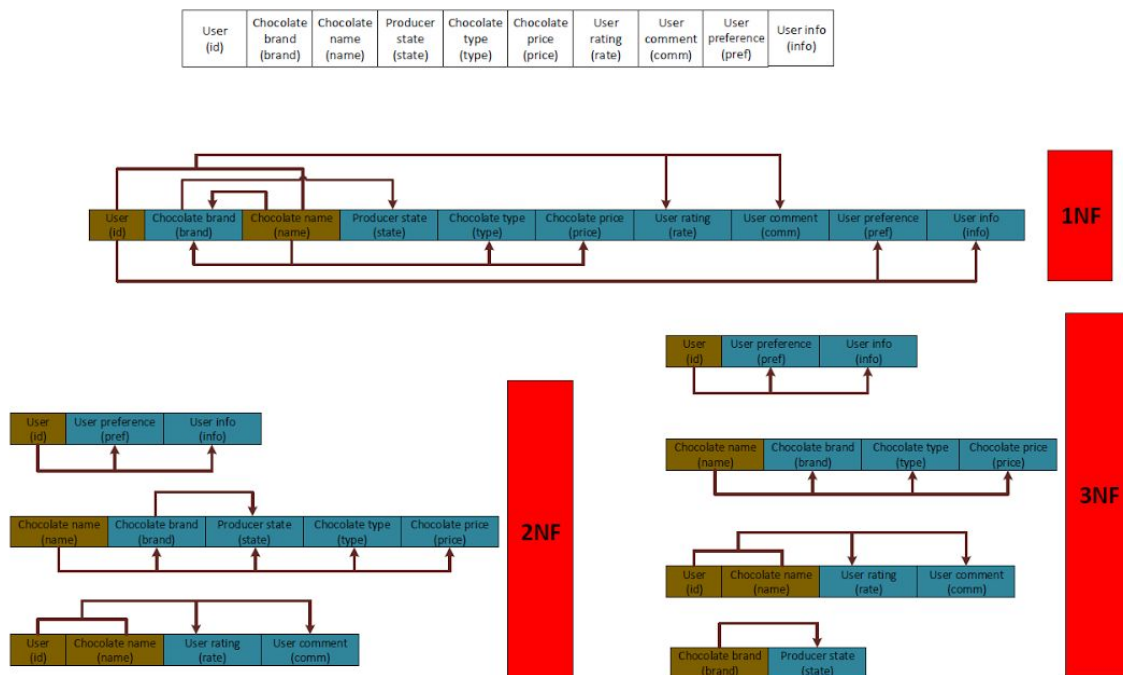 User
(id)
Chocolate
brand
(brand)
Chocolate
name
(name)
Producer
state
(state)
Chocolate
type
(type)
Chocolate
price
(price)
User
rating
(rate)
User
comment
(comm)
User
preference
(pref)
User info
(info)
User
(id)
Chocolate brand
(brand)
Chocolate name
(name)
Producer state
(state)
Chocolate type
(type)
Chocolate price
(price)
User rating
(rate)
User comment
(comm)
User preference
(pref)
User info
(info)
1NF
User
(id)
User preference
(pref)
User info
(info)
Chocolate name
(name)
Chocolate brand
(brand)
Producer state
(state)
Chocolate type
(type)
Chocolate price
(price)
User
(id)
Chocolate name
(name)
User rating
(rate)
User comment
(comm)
2NF
User
(id)
User preference
(pref)
User info
(info)
Chocolate name
(name)
Chocolate brand
(brand)
Chocolate type
(type)
Chocolate price
(price)
User
(id)
Chocolate name
(name)
User rating
(rate)
User comment
(comm)
Chocolate brand
(brand)
Producer state
(state)
3NF